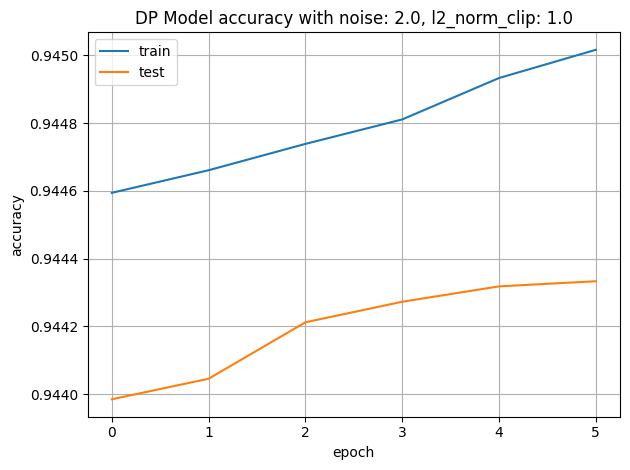 DP Model accuracy with noise: 2.0, l2_norm_clip: 1.0
train
test
0.9450
0.9448
0.9446
0.9444
0.9442
0.9440
accuracy
0 1 2 3 4 5
epoch